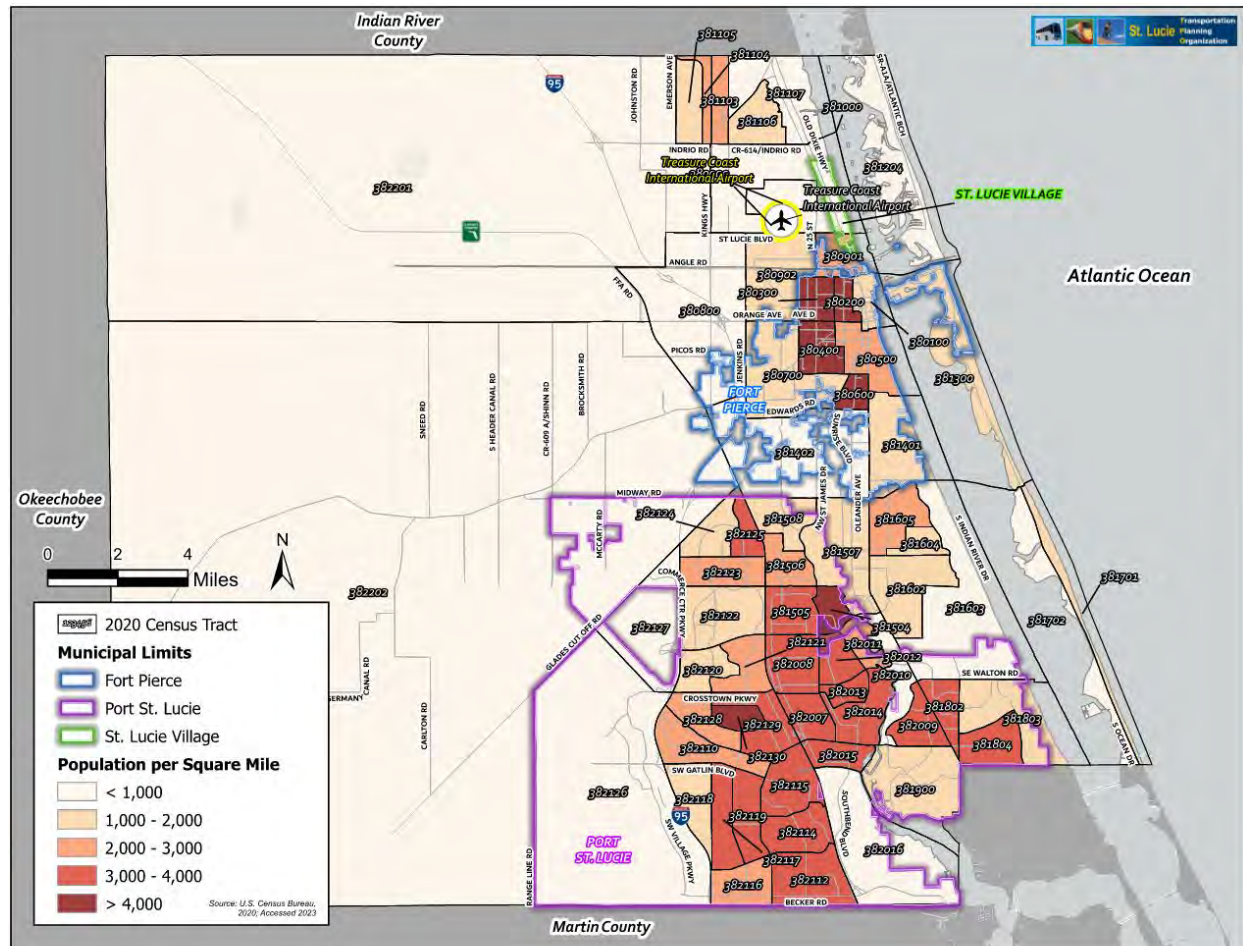 Indian River
County
St. Lucie
Transportation
Planning
Organization
381105
381104
95
JOHNSTON RD
EMERSON AVE
381103
381107
381106
381000
SR-A1A/ATLANTIC BCH
OLD DIXIE HWY
INDRIO RD
CR-614/INDRIO RD
381204
Treasure Coast
International Airport
382201
KINGS HWY
Treasure Coast
International Airport
ST. LUCIE VILLAGE
N 25 ST
ST LUCIE BLVD
380901
ANGLE RD
380902
FFA RD
Atlantic Ocean
380300
380200
380800
ORANGE AVE
AVE D
380100
PICOS RD
JENKINS RD
380400
380500
381300
380700
FORT
PIERCE
380600
EDWARDS RD
SUNRISE BLVD
SNEED RD
S HEADER CANAL RD
CR-609 A/SHINN RD
BROCKSMITH RD
381402
381401
Okeechobee
County
MIDWAY RD
NW ST JAMES DR
OLEANDER AVE
S INDIAN RIVER DR
MCCARTY RD
382124
382125
381508
381605
381604
381507
0
2
4
Miles
N
COMMERCE CTR PKWY
382123
381506
381701
382202
382122
381505
381602
381603
381702
382127
381504
GLADES CUT OFF RD
382121
382011
382012
382120
382008
382010
SE WALTON RD
GERMANY
CANAL RD
CARLTON RD
CROSSTOWN PKWY
382013
382014
381802
381803
382128
382129
382007
382009
S OCEAN DR
382110
382130
382015
381804
SW GATLIN BLVD
382126
382118
382115
381900
95
SW VILLAGE PKWY
382119
382114
SOUTHBEND BLVD
PORT
ST. LUCIE
382117
382016
RANGE LINE RD
382116
382112
BECKER RD
Martin County
2020 Census Tract
Municipal Limits
Fort Pierce
Port St. Lucie
St. Lucie Village
Population per Square Mile
< 1,000
1,000 - 2,000
2,000 - 3,000
3,000 - 4,000
> 4,000
Source: U.S. Census Bureau,
2020; Accessed 2023